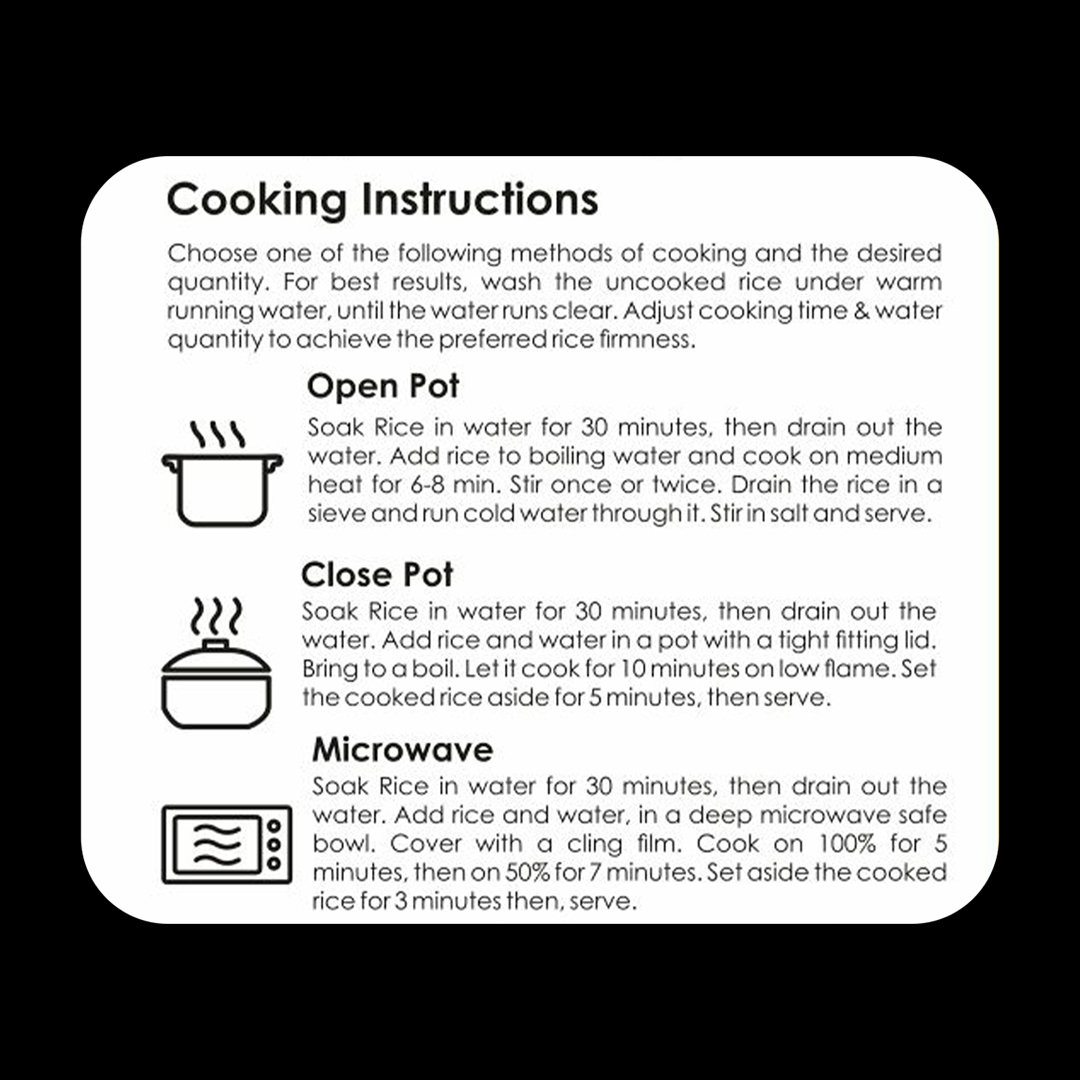 Cooking Instructions
Choose one of the following methods of cooking and the desired
quantity. For best results, wash the uncooked rice under warm
running water, until the water runs clear. Adjust cooking time & water
quantity to achieve the preferred rice firmness.
Open Pot
Soak Rice in water for 30 minutes, then drain out the
water. Add rice to boiling water and cook on medium
heat for 6-8 min. Stir once or twice. Drain the rice in a
sieve and run cold water through it. Stir in salt and serve.
Close Pot
Soak Rice in water for 30 minutes, then drain out the
water. Add rice and water in a pot with a tight fitting lid.
Bring to a boil. Let it cook for 10 minutes on low flame. Set
the cooked rice aside for 5 minutes, then serve.
Microwave
Soak Rice in water for 30 minutes, then drain out the
water. Add rice and water, in a deep microwave safe
bowl. Cover with a cling film. Cook on 100% for 5
minutes, then on 50% for 7 minutes. Set aside the cooked
rice for 3 minutes then, serve.